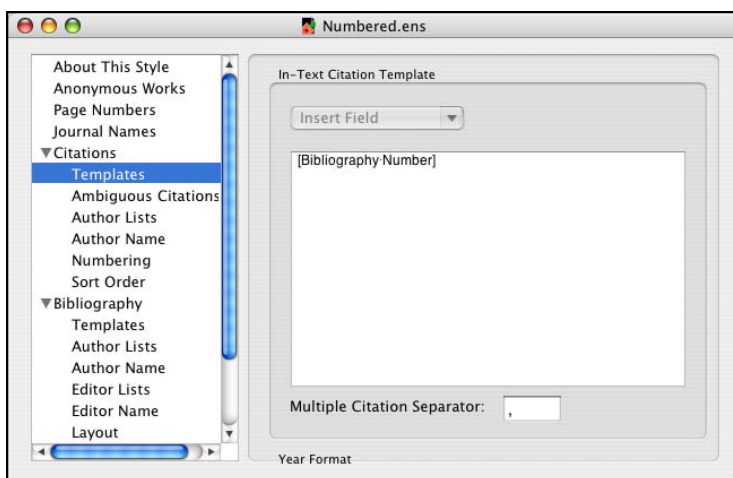 Numbered.ens
About This Style
Anonymous Works
Page Numbers
Journal Names
Citations
Templates
Ambiguous Citations
Author Lists
Author Name
Numbering
Sort Order
Bibliography
Templates
Author Lists
Author Name
Editor Lists
Editor Name
Layout
In-Text Citation Template
Insert Field
[Bibliography·Number]
Multiple Citation Separator: ,
Year Format